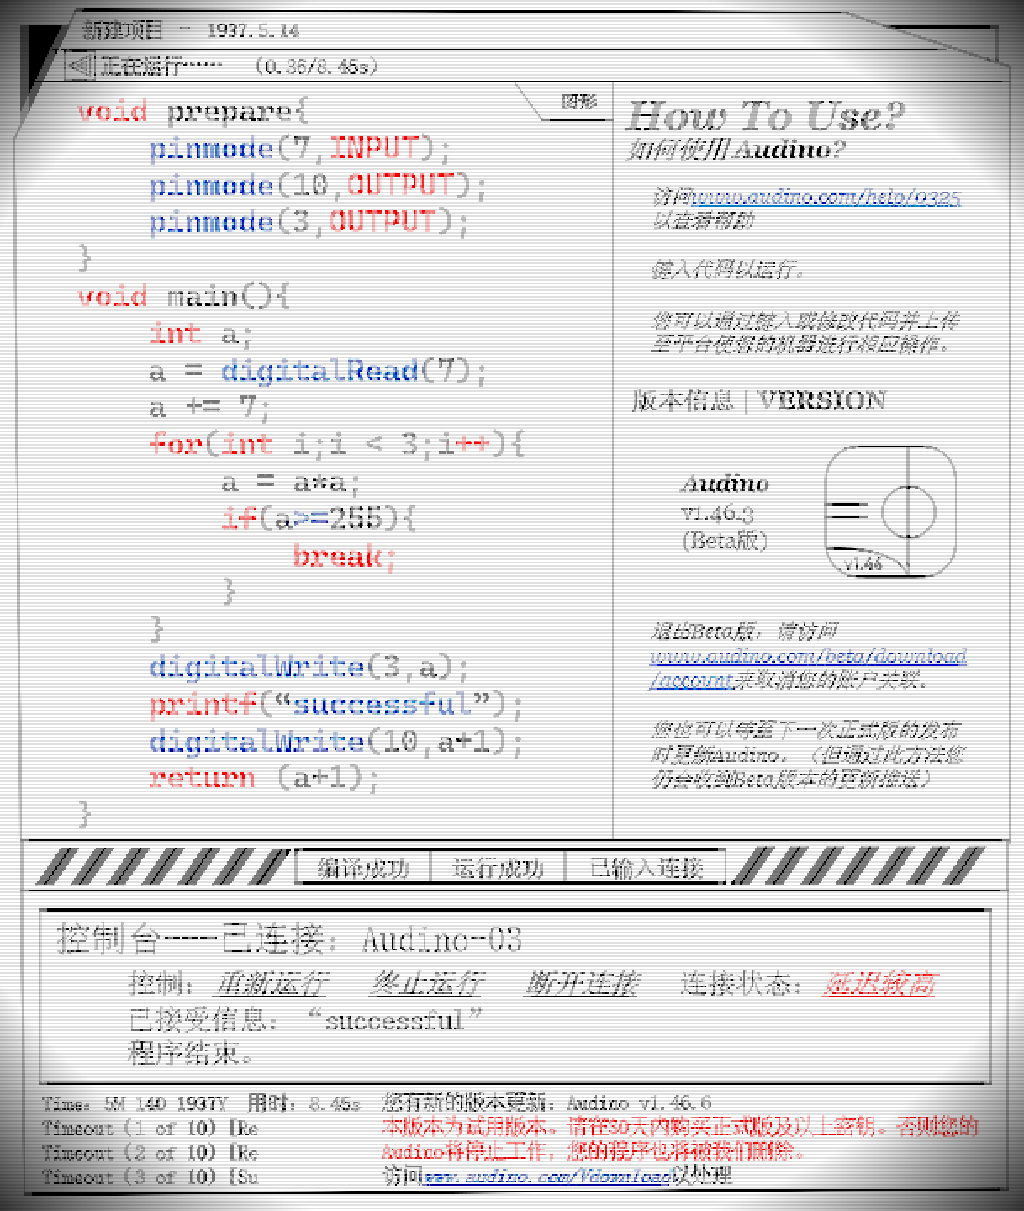 新建项目 - 1937.5.14
正在运行······ (0.36/8.45s)
void prepare{
pinmode(7,INPUT);
pinmode(10,OUTPUT);
pinmode(3,OUTPUT);
}
void main(){
int a;
a = digitalRead(7);
a += 7;
for(int i;i < 3;i++){
a = a*a;
if(a>=255){
break;
}
}
digitalWrite(3,a);
printf(“successful”);
digitalWrite(10,a+1);
return (a+1);
}
图形
How To Use?
如何使用Audino?
访问www.audino.com/help/0325
以查看帮助
键入代码以运行。
您可以通过键入或修改代码并上传
至平台使您的机器进行相应操作。
版本信息 | VERSION
Audino
v1.46.3
(Beta版)
v1.46
退出Beta版，请访问
www.audino.com/beta/download
/account来取消您的账户关联。
您也可以等至下一次正式版的发布
时更新Audino。（但通过此方法您
仍会收到Beta版本的更新推送）
编译成功 运行成功 已输入连接
控制台----已连接：Audino-03
控制：重新运行 终止运行 断开连接 连接状态：延迟较高
已接受信息：“successful”
程序结束。
Time：5M 14D 1937Y 用时：8.45s 您有新的版本更新：Audino v1.46.6
Timeout (1 of 10) [Re 本版本为试用版本。请在30天内购买正式版及以上密钥。否则您的
Timeout (2 of 10) [Re Audino将停止工作，您的程序也将被我们删除。
Timeout (3 of 10) [Su 访问www.audino.com/Vdownload以处理